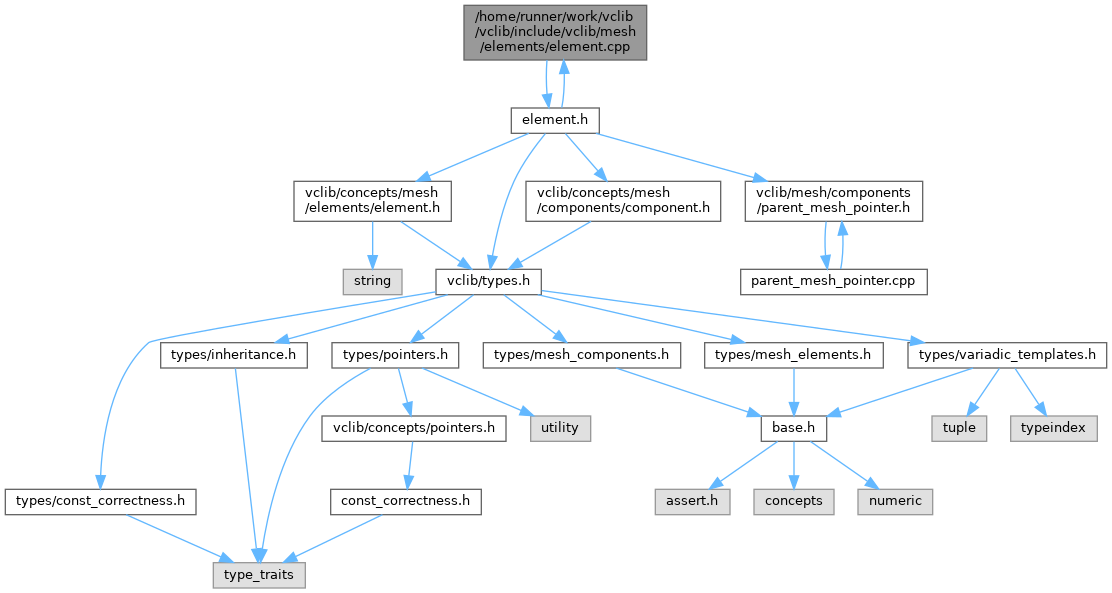 /home/runner/work/vclib
/vclib/include/vclib/mesh
/elements/element.cpp
element.h
vclib/concepts/mesh
/elements/element.h
vclib/concepts/mesh
/components/component.h
vclib/mesh/components
/parent_mesh_pointer.h
string
vclib/types.h
parent_mesh_pointer.cpp
types/inheritance.h
types/pointers.h
types/mesh_components.h
types/mesh_elements.h
types/variadic_templates.h
vclib/concepts/pointers.h
utility
base.h
tuple
typeindex
types/const_correctness.h
const_correctness.h
assert.h
concepts
numeric
type_traits